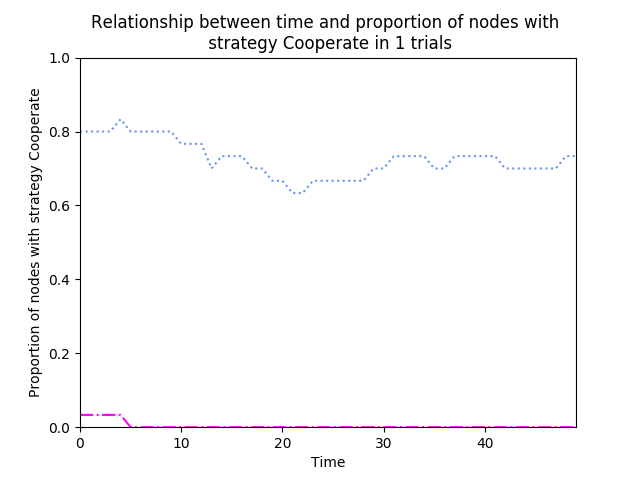 Relationship between time and proportion of nodes with
strategy Cooperate in 1 trials
Proportion of nodes with strategy Cooperate
1.0
0.8
0.6
0.4
0.2
0.0
0 10 20 30 40
Time